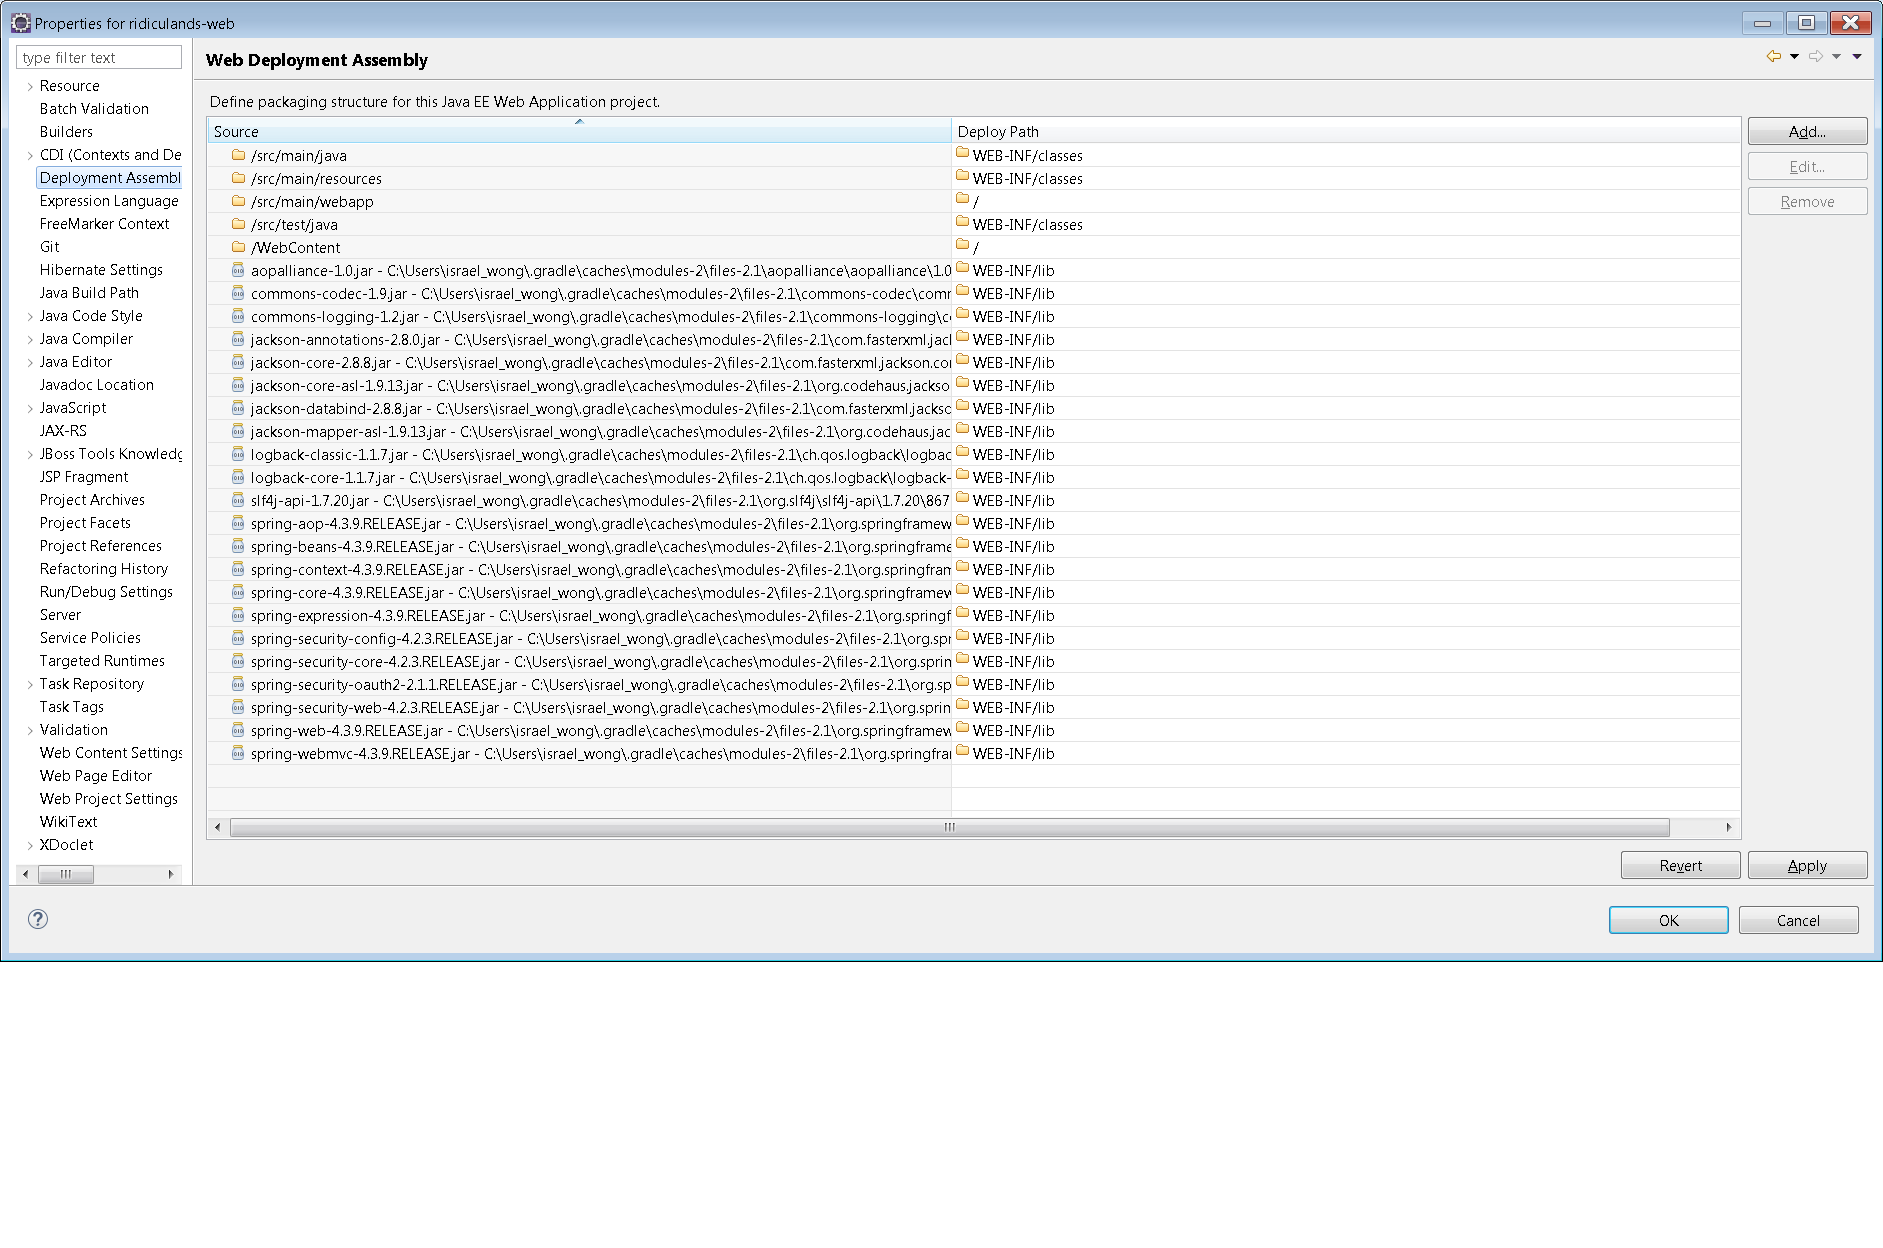 Properties for ridiculands-web
type filter text
Resource
Batch Validation
Builders
CDI (Contexts and De
Deployment Assembl
Expression Language
FreeMarker Context
Git
Hibernate Settings
Java Build Path
Java Code Style
Java Compiler
Java Editor
Javadoc Location
JavaScript
JAX-RS
JBoss Tools Knowledg
JSP Fragment
Project Archives
Project Facets
Project References
Refactoring History
Run/Debug Settings
Server
Service Policies
Targeted Runtimes
Task Repository
Task Tags
Validation
Web Content Settings
Web Page Editor
Web Project Settings
WikiText
XDoclet
Web Deployment Assembly
Define packaging structure for this Java EE Web Application project.
Source Deploy Path
/src/main/java WEB-INF/classes
/src/main/resources WEB-INF/classes
/src/main/webapp /
/src/test/java WEB-INF/classes
/WebContent /
aopalliance-1.0.jar - C:\Users\israel_wong\.gradle\caches\modules-2\files-2.1\aopalliance\aopalliance\1.0 WEB-INF/lib
commons-codec-1.9.jar - C:\Users\israel_wong\.gradle\caches\modules-2\files-2.1\commons-codec\comm WEB-INF/lib
commons-logging-1.2.jar - C:\Users\israel_wong\.gradle\caches\modules-2\files-2.1\commons-logging\c WEB-INF/lib
jackson-annotations-2.8.0.jar - C:\Users\israel_wong\.gradle\caches\modules-2\files-2.1\com.fasterxml.jacl WEB-INF/lib
jackson-core-2.8.8.jar - C:\Users\israel_wong\.gradle\caches\modules-2\files-2.1\com.fasterxml.jackson.co WEB-INF/lib
jackson-core-asl-1.9.13.jar - C:\Users\israel_wong\.gradle\caches\modules-2\files-2.1\org.codehaus.jackso WEB-INF/lib
jackson-databind-2.8.8.jar - C:\Users\israel_wong\.gradle\caches\modules-2\files-2.1\com.fasterxml.jackso WEB-INF/lib
jackson-mapper-asl-1.9.13.jar - C:\Users\israel_wong\.gradle\caches\modules-2\files-2.1\org.codehaus.jac WEB-INF/lib
logback-classic-1.1.7.jar - C:\Users\israel_wong\.gradle\caches\modules-2\files-2.1\ch.qos.logback\logbac WEB-INF/lib
logback-core-1.1.7.jar - C:\Users\israel_wong\.gradle\caches\modules-2\files-2.1\ch.qos.logback\logback- WEB-INF/lib
slf4j-api-1.7.20.jar - C:\Users\israel_wong\.gradle\caches\modules-2\files-2.1\org.slf4j\slf4j-api\1.7.20\867 WEB-INF/lib
spring-aop-4.3.9.RELEASE.jar - C:\Users\israel_wong\.gradle\caches\modules-2\files-2.1\org.springframew WEB-INF/lib
spring-beans-4.3.9.RELEASE.jar - C:\Users\israel_wong\.gradle\caches\modules-2\files-2.1\org.springframe WEB-INF/lib
spring-context-4.3.9.RELEASE.jar - C:\Users\israel_wong\.gradle\caches\modules-2\files-2.1\org.springfram WEB-INF/lib
spring-core-4.3.9.RELEASE.jar - C:\Users\israel_wong\.gradle\caches\modules-2\files-2.1\org.springframew WEB-INF/lib
spring-expression-4.3.9.RELEASE.jar - C:\Users\israel_wong\.gradle\caches\modules-2\files-2.1\org.springf WEB-INF/lib
spring-security-config-4.2.3.RELEASE.jar - C:\Users\israel_wong\.gradle\caches\modules-2\files-2.1\org.spr WEB-INF/lib
spring-security-core-4.2.3.RELEASE.jar - C:\Users\israel_wong\.gradle\caches\modules-2\files-2.1\org.sprin WEB-INF/lib
spring-security-oauth2-2.1.1.RELEASE.jar - C:\Users\israel_wong\.gradle\caches\modules-2\files-2.1\org.sp WEB-INF/lib
spring-security-web-4.2.3.RELEASE.jar - C:\Users\israel_wong\.gradle\caches\modules-2\files-2.1\org.sprin WEB-INF/lib
spring-web-4.3.9.RELEASE.jar - C:\Users\israel_wong\.gradle\caches\modules-2\files-2.1\org.springframew WEB-INF/lib
spring-webmvc-4.3.9.RELEASE.jar - C:\Users\israel_wong\.gradle\caches\modules-2\files-2.1\org.springfra WEB-INF/lib
Add...
Edit...
Remove
Revert Apply
OK Cancel